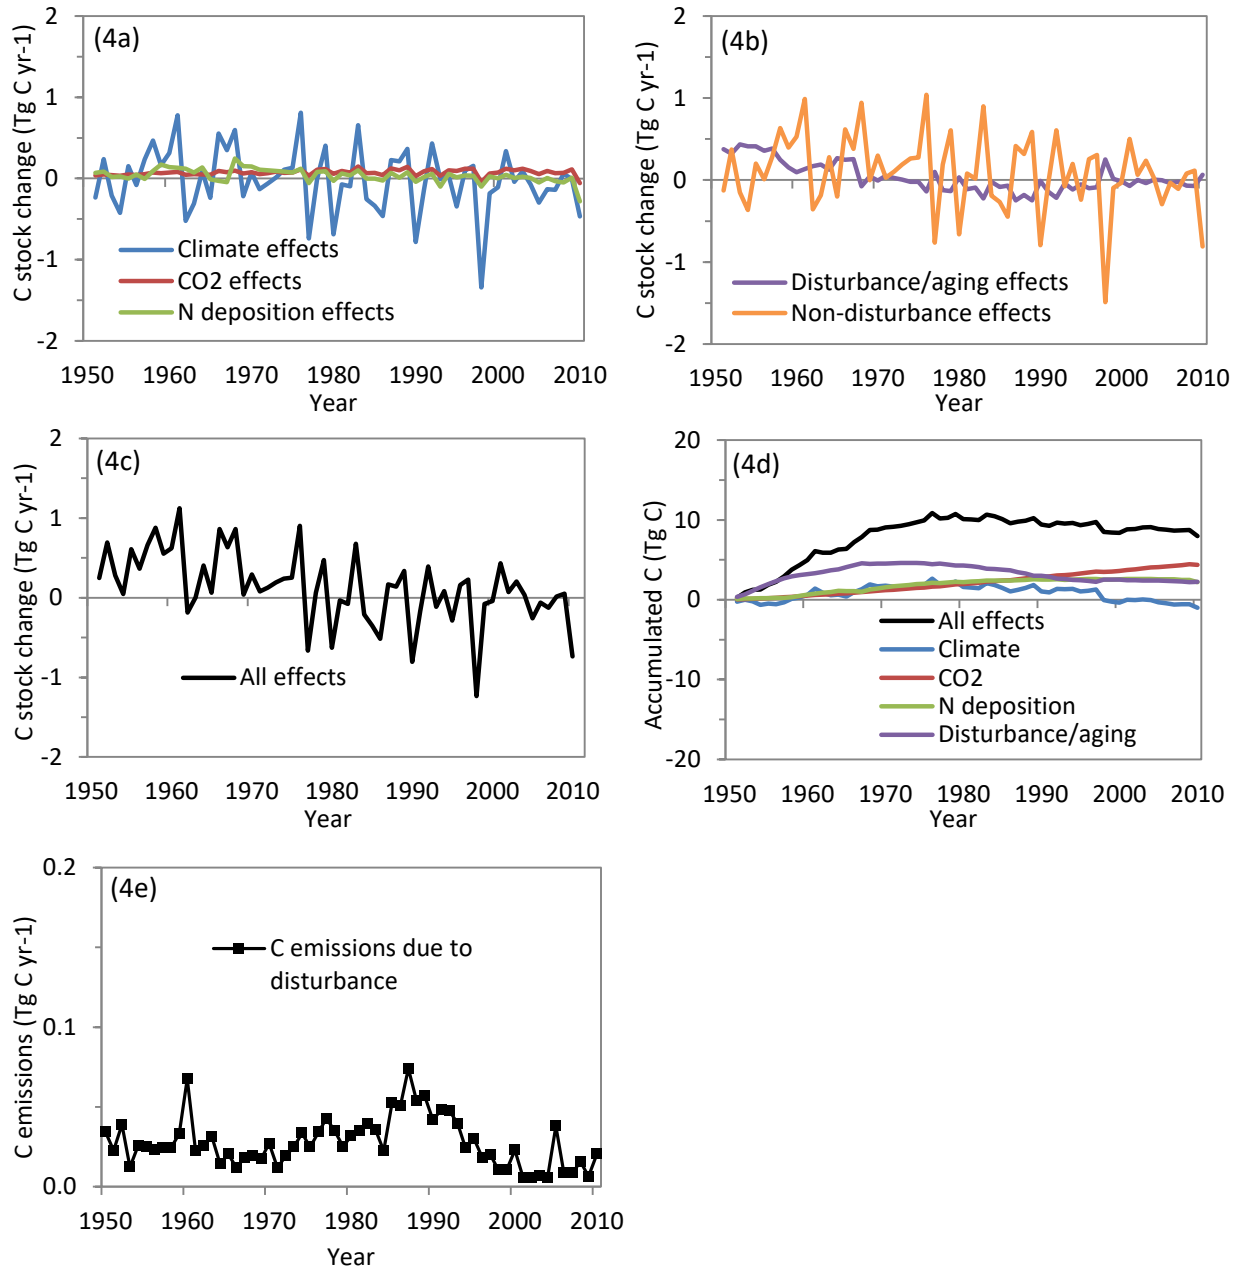 (4a)
C stock change (Tg C yr-1)
2
1
0
-1
-2
Climate effects
CO2 effects
N deposition effects
1950 1960 1970 1980 1990 2000 2010
Year
(4b)
C stock change (Tg C yr-1)
2
1
0
-1
-2
Disturbance/aging effects
Non-disturbance effects
1950 1960 1970 1980 1990 2000 2010
Year
(4c)
C stock change (Tg C yr-1)
2
1
0
-1
-2
All effects
1950 1960 1970 1980 1990 2000 2010
Year
(4d)
Accumulated C (Tg C)
20
10
0
-10
-20
All effects
Climate
CO2
N deposition
Disturbance/aging
1950 1960 1970 1980 1990 2000 2010
Year
(4e)
C emissions (Tg C yr-1)
0.2
0.1
0.0
C emissions due to
disturbance
1950 1960 1970 1980 1990 2000 2010
Year